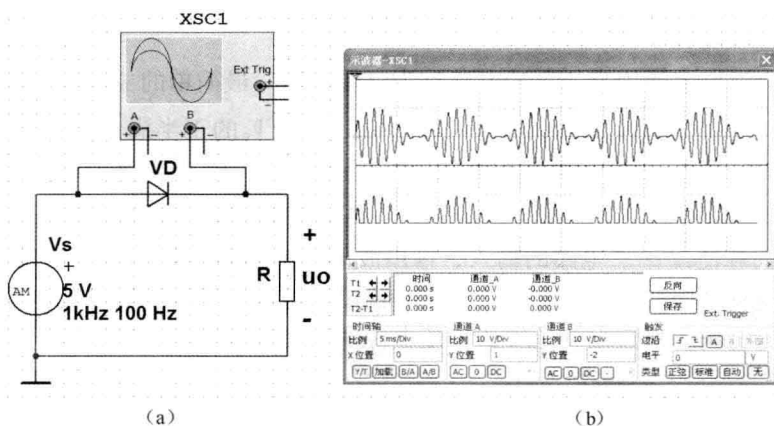 XSC1
Ext Trig
+
−
A
B
+ − + −
VD
Vs
+
AM
5 V
1kHz 100 Hz
R
+
uo
-
(a)
示波器-XSC1
时间 通道_A 通道_B
T1 0.000 s 0.000 V -0.000 V
T2 0.000 s 0.000 V -0.000 V
T2-T1 0.000 s 0.000 V 0.000 V
反向
保存
Ext. Trigger
时间轴 通道 A 通道 B 触发
比例 5 ms/Div 比例 10 V/Div 比例 10 V/Div 边沿 A
X 位置 0 Y 位置 1 Y 位置 -2 电平 0 V
Y/T 加载 B/A A/B AC 0 DC AC 0 DC - 类型 正弦 标准 自动 无
(b)